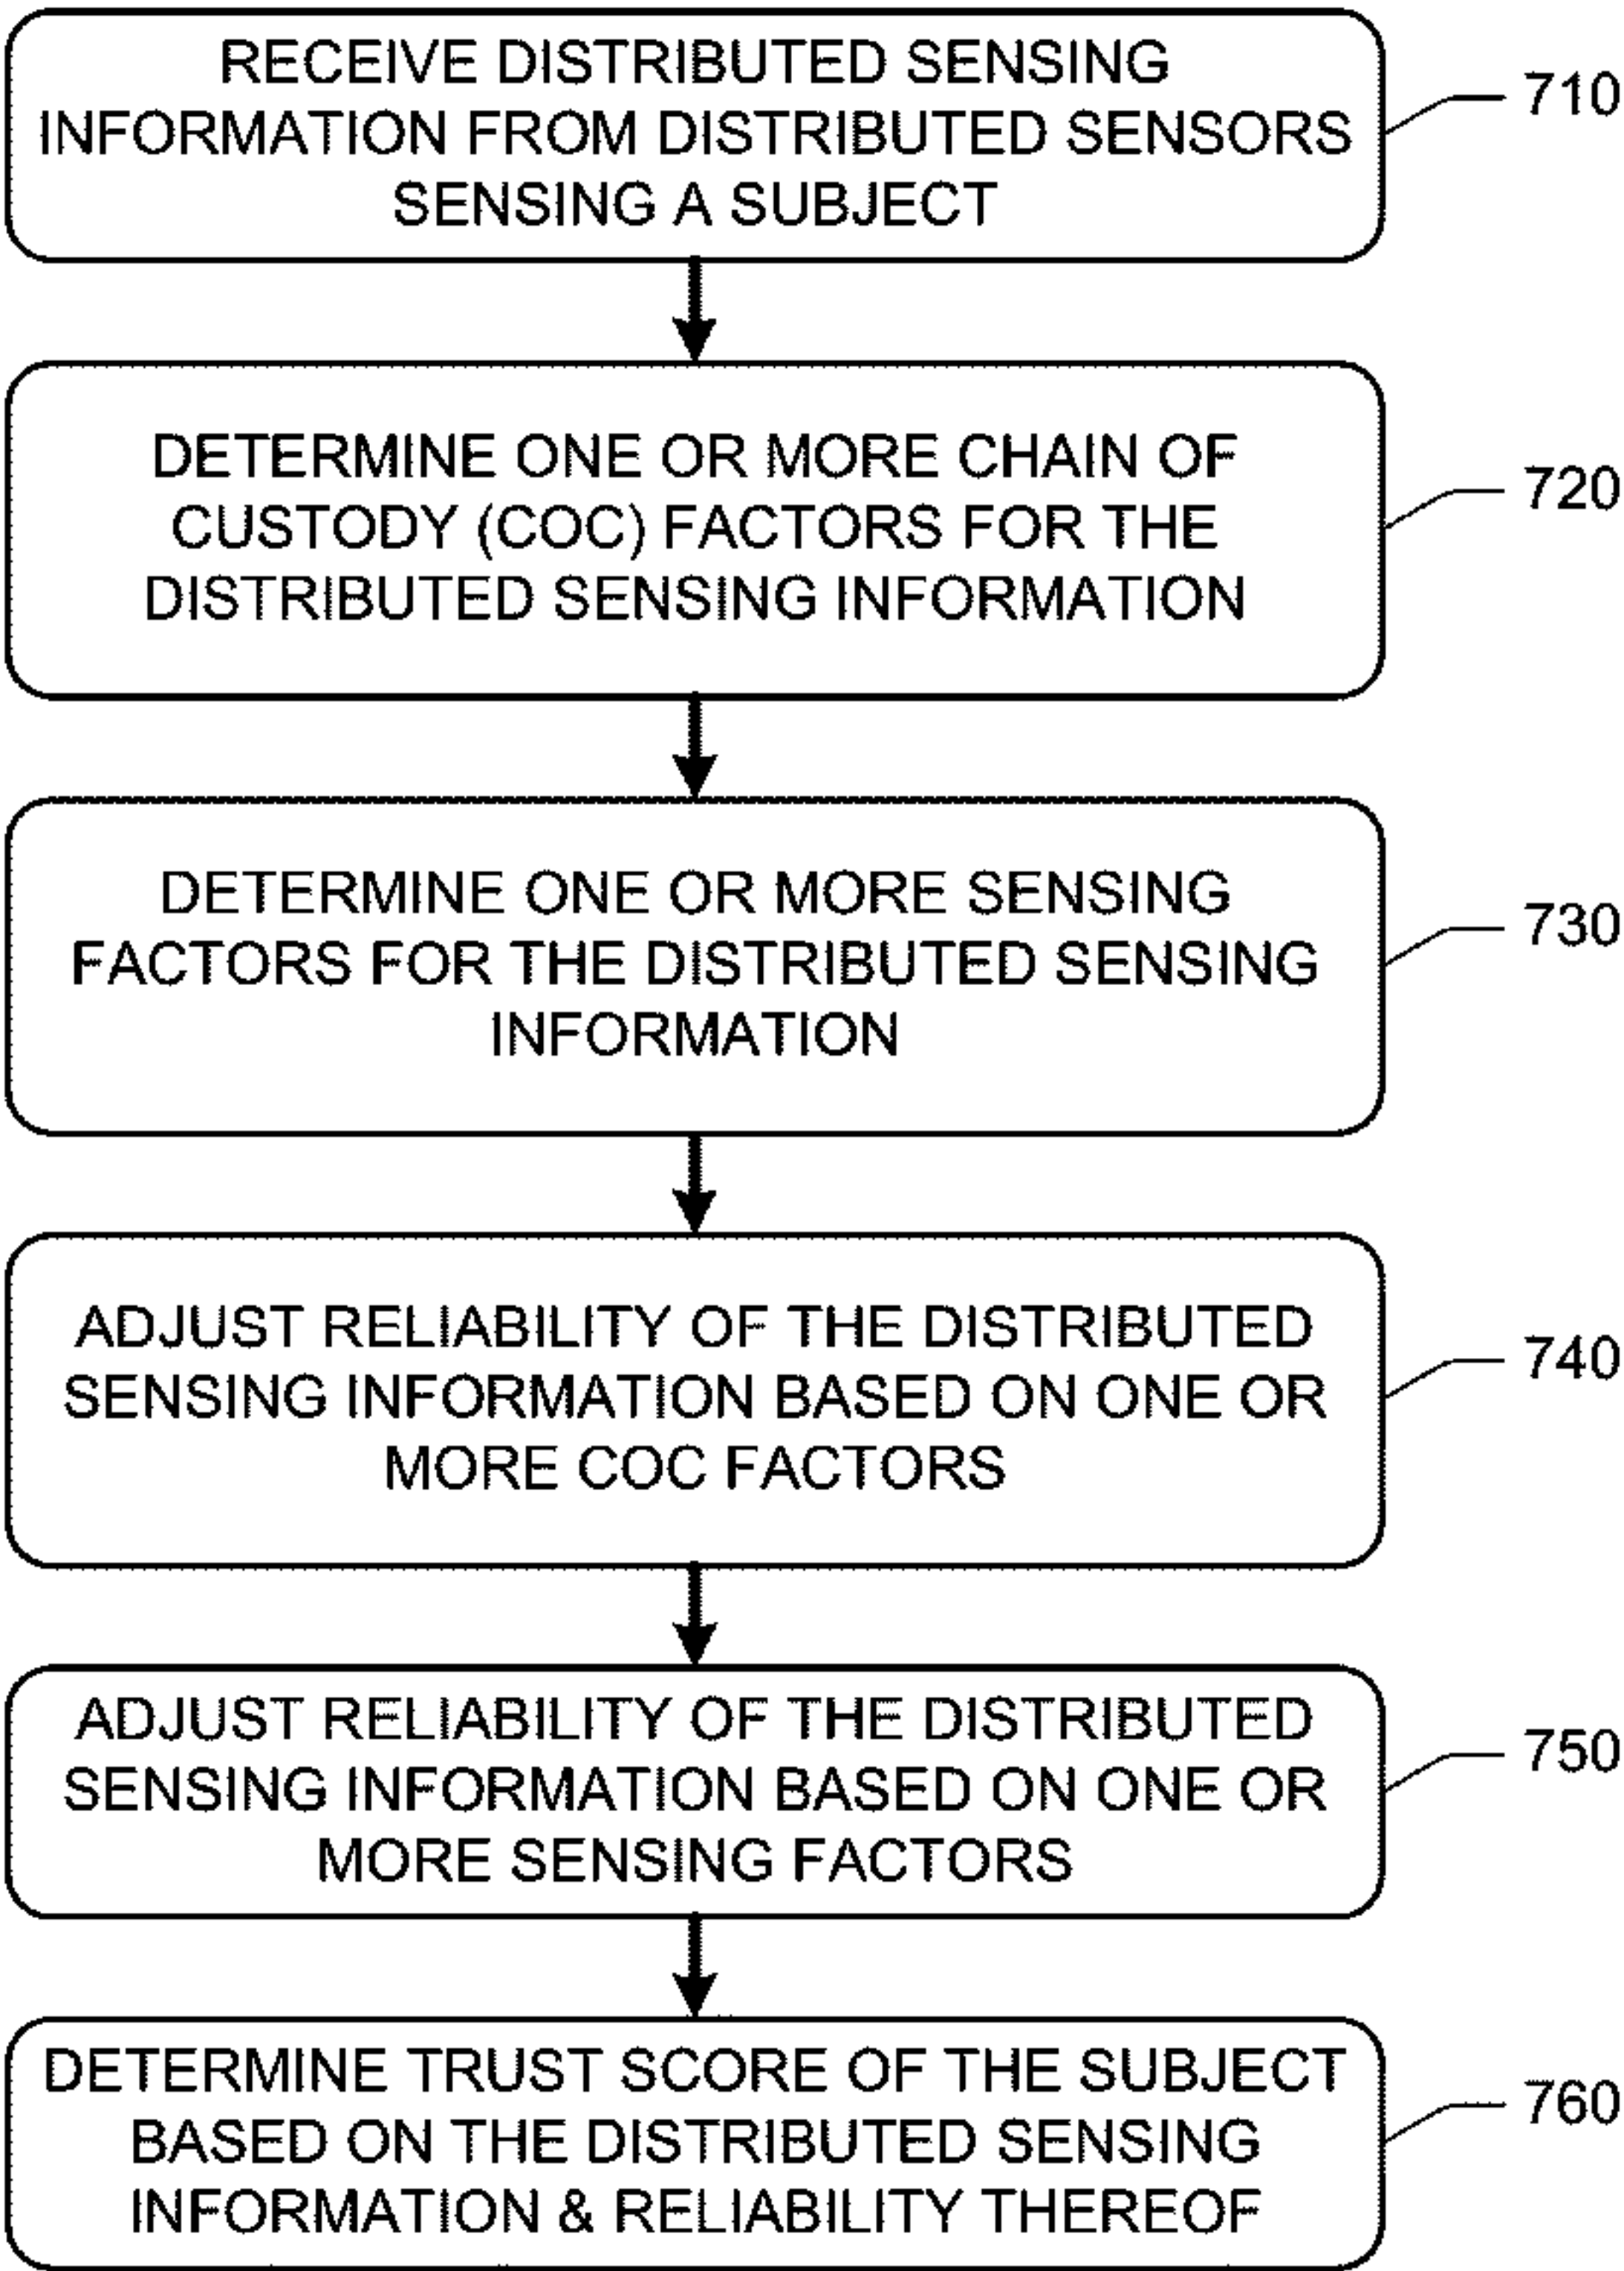 RECEIVE DISTRIBUTED SENSING
INFORMATION FROM DISTRIBUTED SENSORS
SENSING A SUBJECT
710
DETERMINE ONE OR MORE CHAIN OF
CUSTODY (COC) FACTORS FOR THE
DISTRIBUTED SENSING INFORMATION
720
DETERMINE ONE OR MORE SENSING
FACTORS FOR THE DISTRIBUTED SENSING
INFORMATION
730
ADJUST RELIABILITY OF THE DISTRIBUTED
SENSING INFORMATION BASED ON ONE OR
MORE COC FACTORS
740
ADJUST RELIABILITY OF THE DISTRIBUTED
SENSING INFORMATION BASED ON ONE OR
MORE SENSING FACTORS
750
DETERMINE TRUST SCORE OF THE SUBJECT
BASED ON THE DISTRIBUTED SENSING
INFORMATION & RELIABILITY THEREOF
760